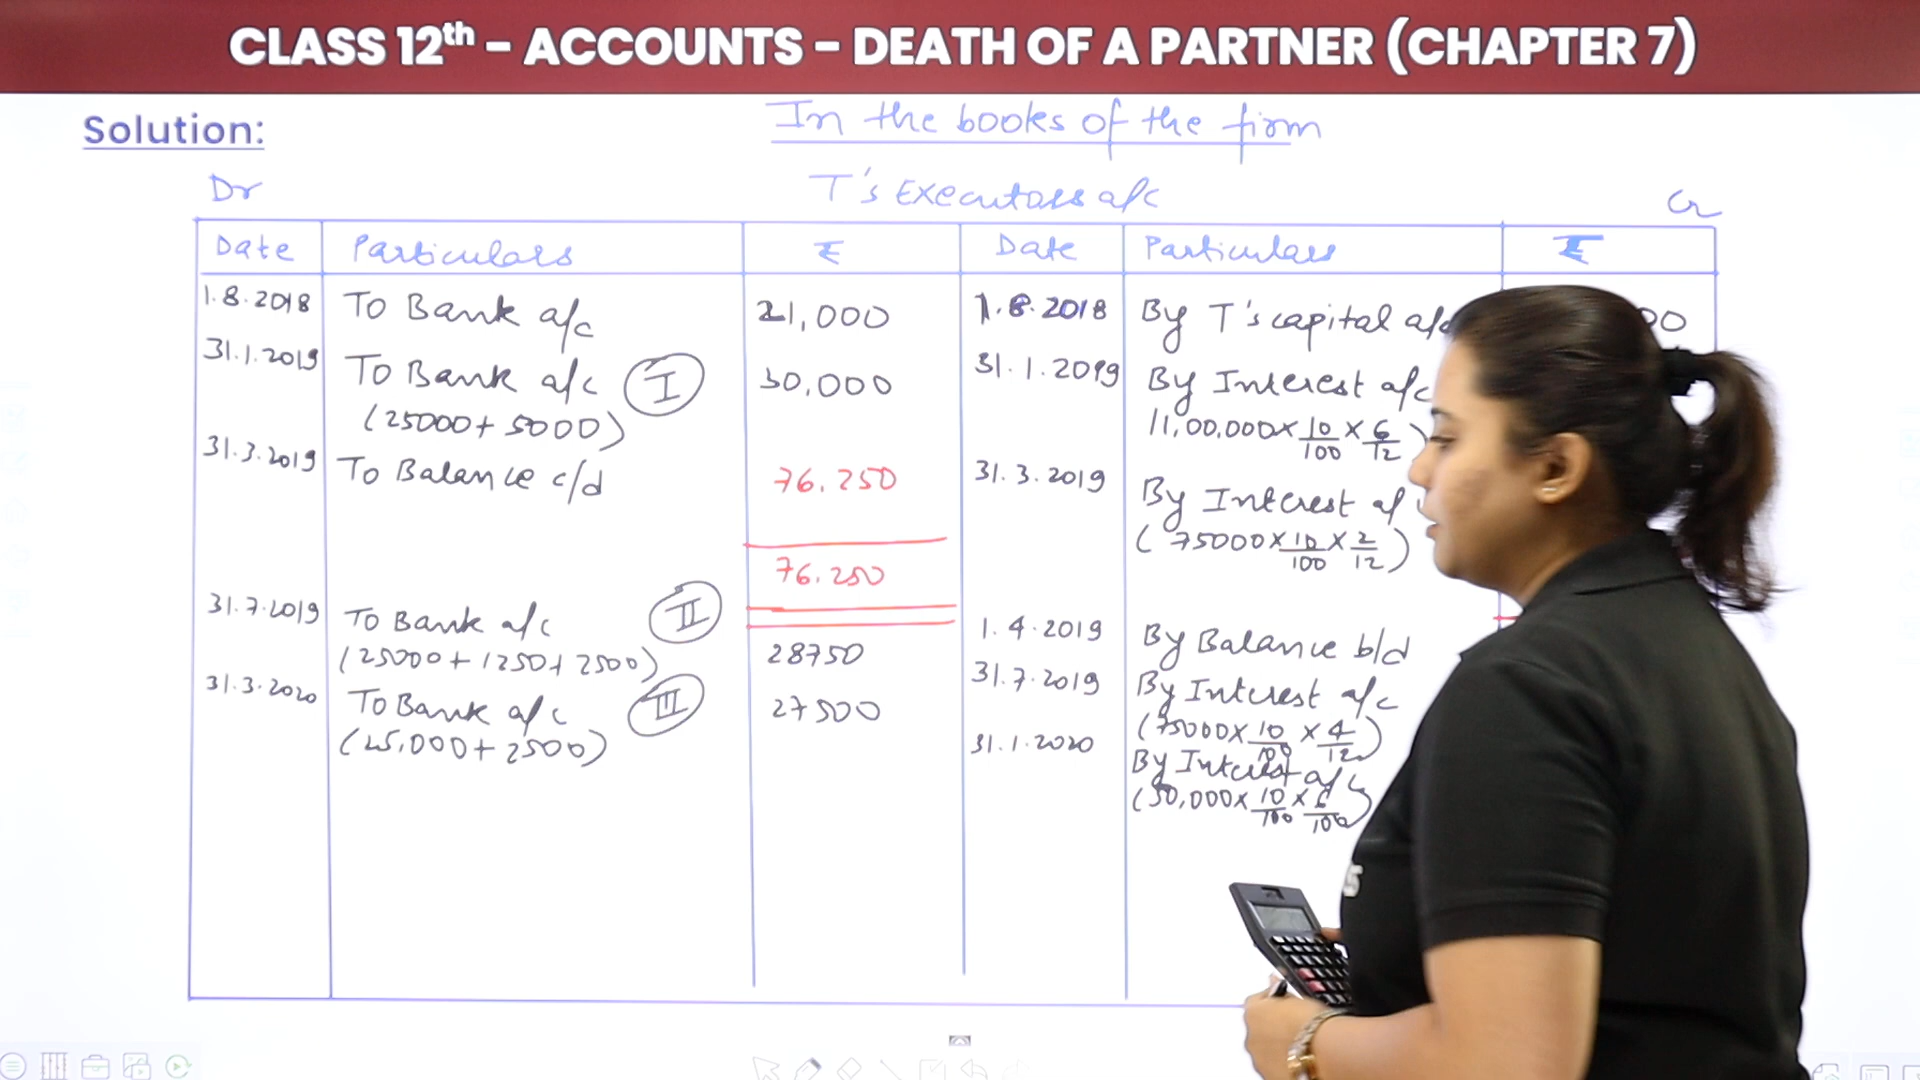 CLASS 12th – ACCOUNTS – DEATH OF A PARTNER (CHAPTER 7)
Solution:
In the books of the firm
Dr
T's Executors a/c
Cr
Date Particulars ₹ Date Particulars ₹
1.8.2018 To Bank a/c 21,000 1.8.2018 By T's capital a/c
31.1.2019 To Bank a/c I 30,000 31.1.2019 By Interest a/c
(25000+ 5000) 11,00,000× 10/100 × 6/12)
31.3.2019 To Balance c/d 76.250 31.3.2019 By Interest a/
(75000×10/100×2/12)
76.250
31.7.2019 To Bank a/c II 1.4.2019 By Balance b/d
(25000+1250+2500) 28750 31.7.2019 By Interest a/c
(75000×10/100×4/12)
31.3.2020 To Bank a/c III 27500 31.1.2020 By Interest a/c
(25,000+2500) (50,000×10/100×6/100)